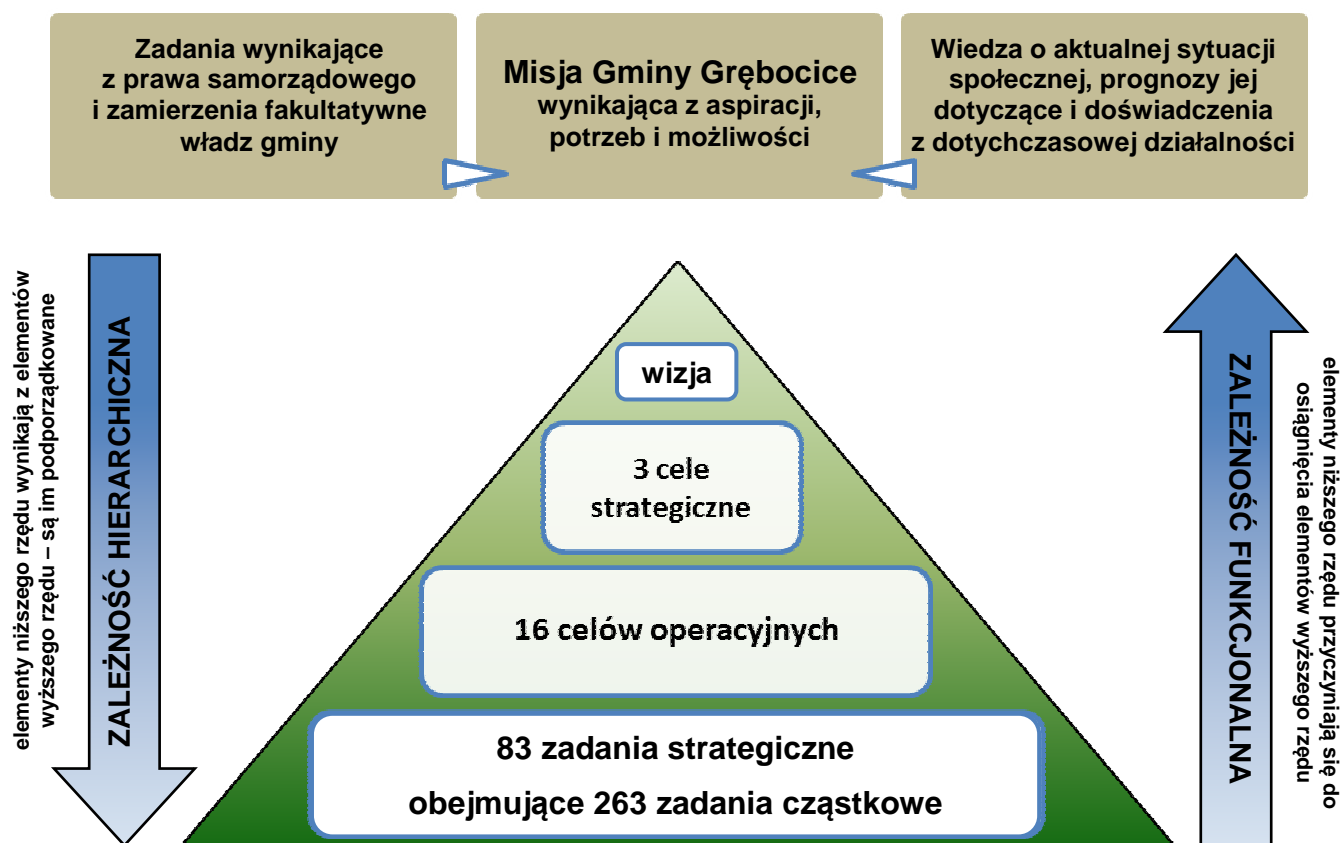 Zadania wynikające
z prawa samorządowego
i zamierzenia fakultatywne
władz gminy
Misja Gminy Grębocice
wynikająca z aspiracji,
potrzeb i możliwości
Wiedza o aktualnej sytuacji
społecznej, prognozy jej
dotyczące i doświadczenia
z dotychczasowej działalności
elementy niższego rzędu wynikają z elementów
wyższego rzędu – są im podporządkowane
ZALEŻNOŚĆ HIERARCHICZNA
wizja
3 cele
strategiczne
16 celów operacyjnych
83 zadania strategiczne
obejmujące 263 zadania cząstkowe
ZALEŻNOŚĆ FUNKCJONALNA
elementy niższego rzędu przyczyniają się do
osiągnięcia elementów wyższego rzędu